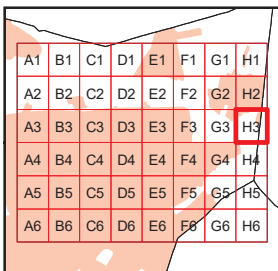 A1 B1 C1 D1 E1 F1 G1 H1
A2 B2 C2 D2 E2 F2 G2 H2
A3 B3 C3 D3 E3 F3 G3 H3
A4 B4 C4 D4 E4 F4 G4 H4
A5 B5 C5 D5 E5 F5 G5 H5
A6 B6 C6 D6 E6 F6 G6 H6